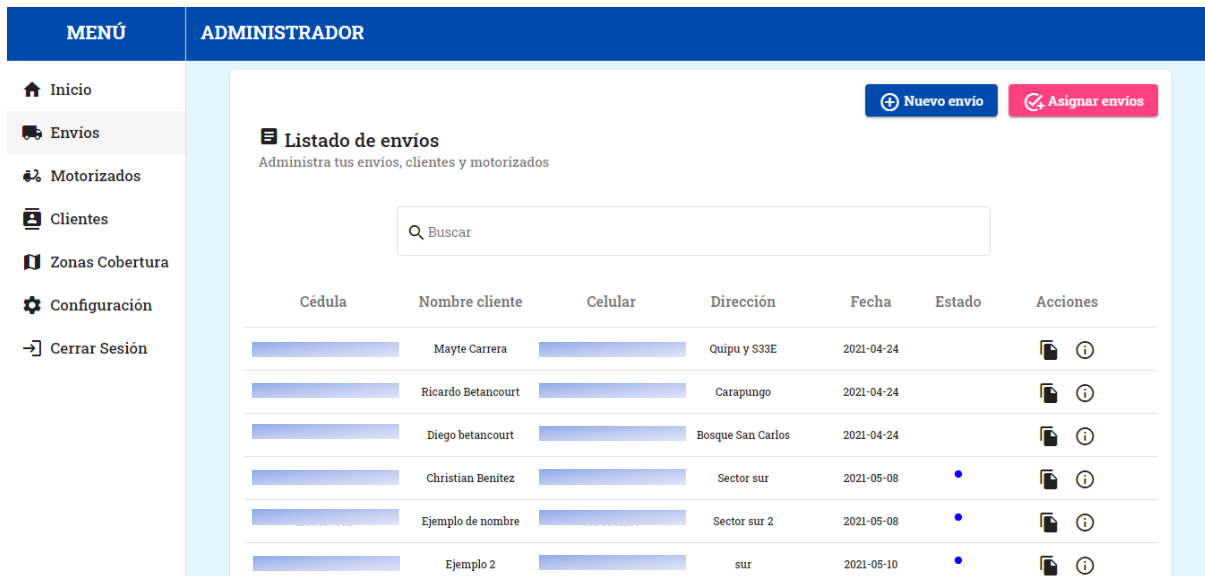 MENÚ
ADMINISTRADOR
Inicio
Envíos
Motorizados
Clientes
Zonas Cobertura
Configuración
Cerrar Sesión
Nuevo envío
Asignar envíos
Listado de envíos
Administra tus envíos, clientes y motorizados
Buscar
Cédula Nombre cliente Celular Dirección Fecha Estado Acciones
Mayte Carrera Quipu y S33E 2021-04-24
Ricardo Betancourt Carapungo 2021-04-24
Diego betancourt Bosque San Carlos 2021-04-24
Christian Benítez Sector sur 2021-05-08
Ejemplo de nombre Sector sur 2 2021-05-08
Ejemplo 2 sur 2021-05-10